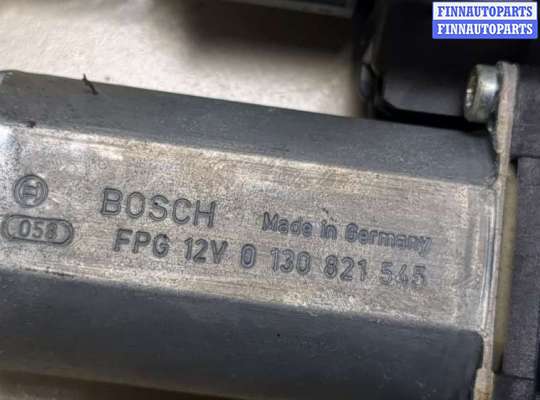 FINNAUTOPARTS
FINNAUTOPARTS
BOSCH Made in Germany
058 FPG 12V 0 130 821 545